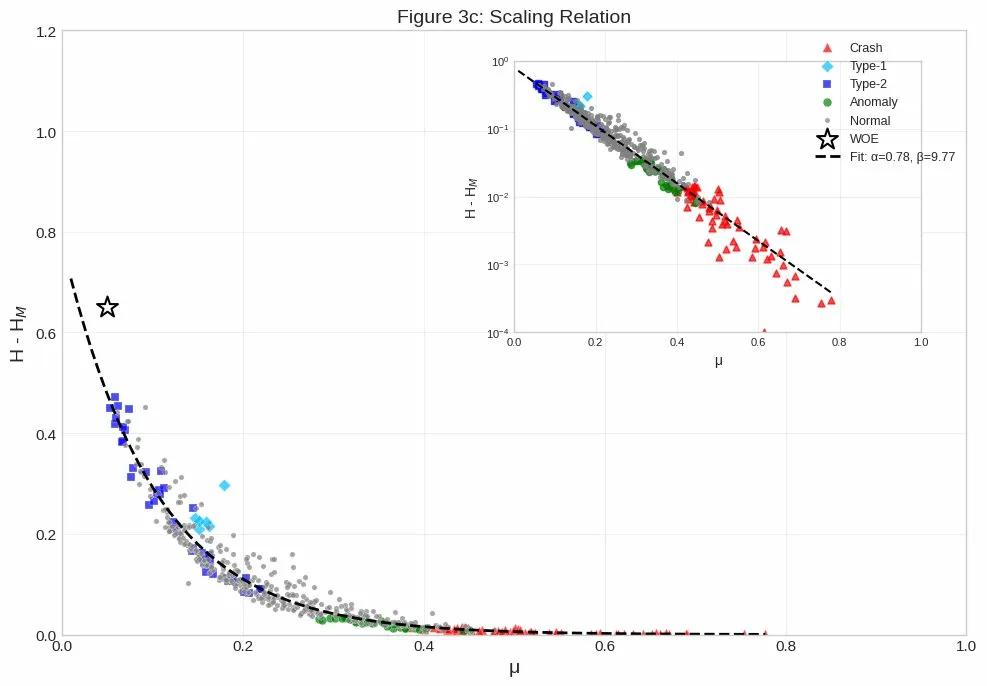 Figure 3c: Scaling Relation
1.2
1.0
0.8
0.6
0.4
0.2
0.0
H - H_M
0.0 0.2 0.4 0.6 0.8 1.0
μ
Crash
Type-1
Type-2
Anomaly
Normal
WOE
Fit: α=0.78, β=9.77
10⁰
10⁻¹
10⁻²
10⁻³
10⁻⁴
H - H_M
0.0 0.2 0.4 0.6 0.8 1.0
μ